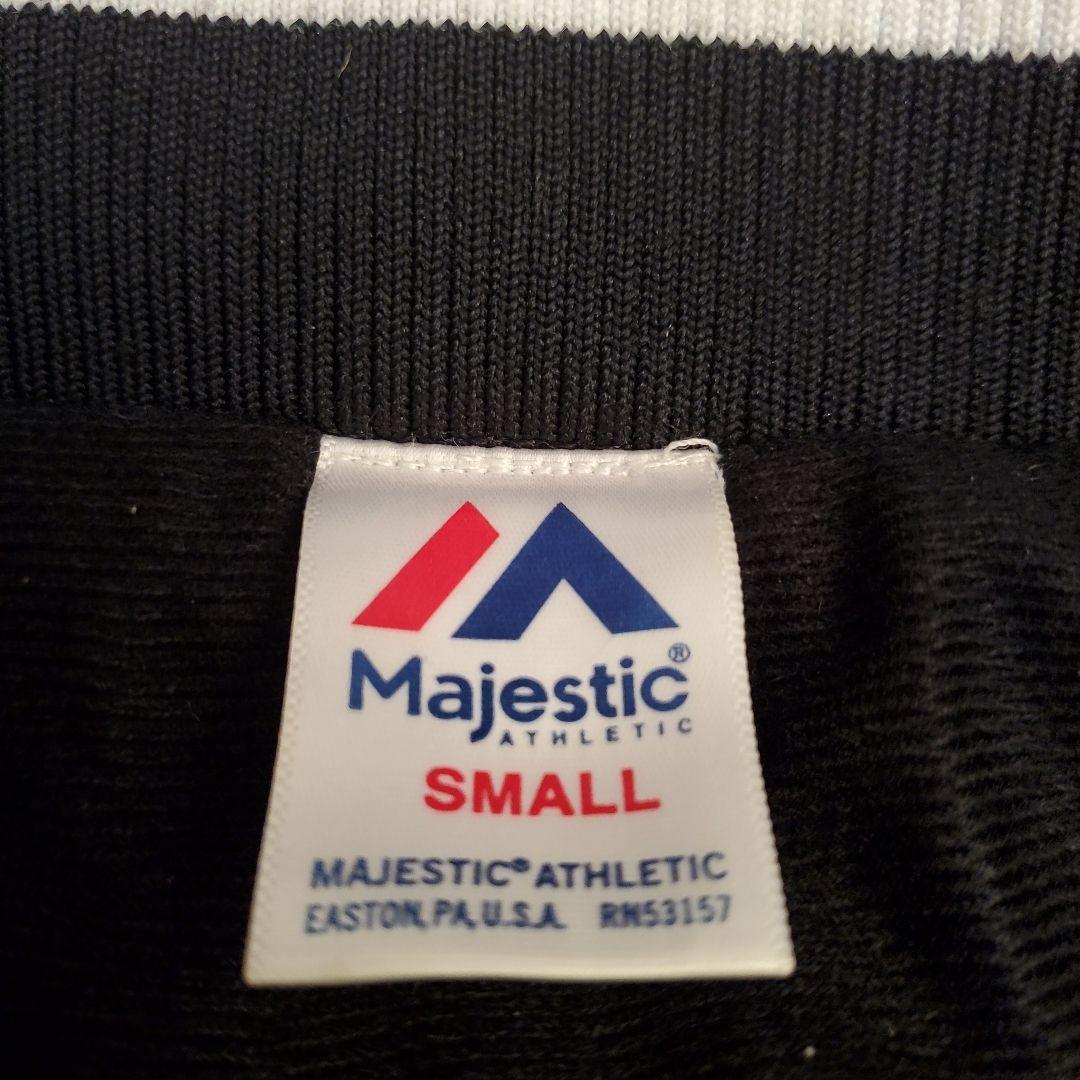 Majestic®
ATHLETIC
SMALL
MAJESTIC® ATHLETIC
EASTON, PA, U.S.A. RN53157